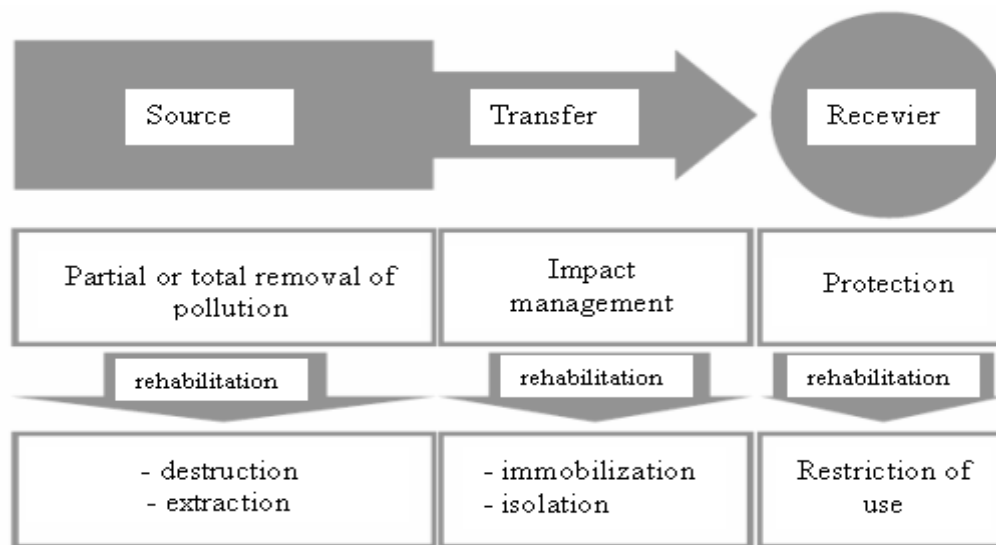 Source
Transfer
Recevier
Partial or total removal of
pollution
Impact
management
Protection
rehabilitation
rehabilitation
rehabilitation
- destruction
- extraction
- immobilization
- isolation
Restriction of
use